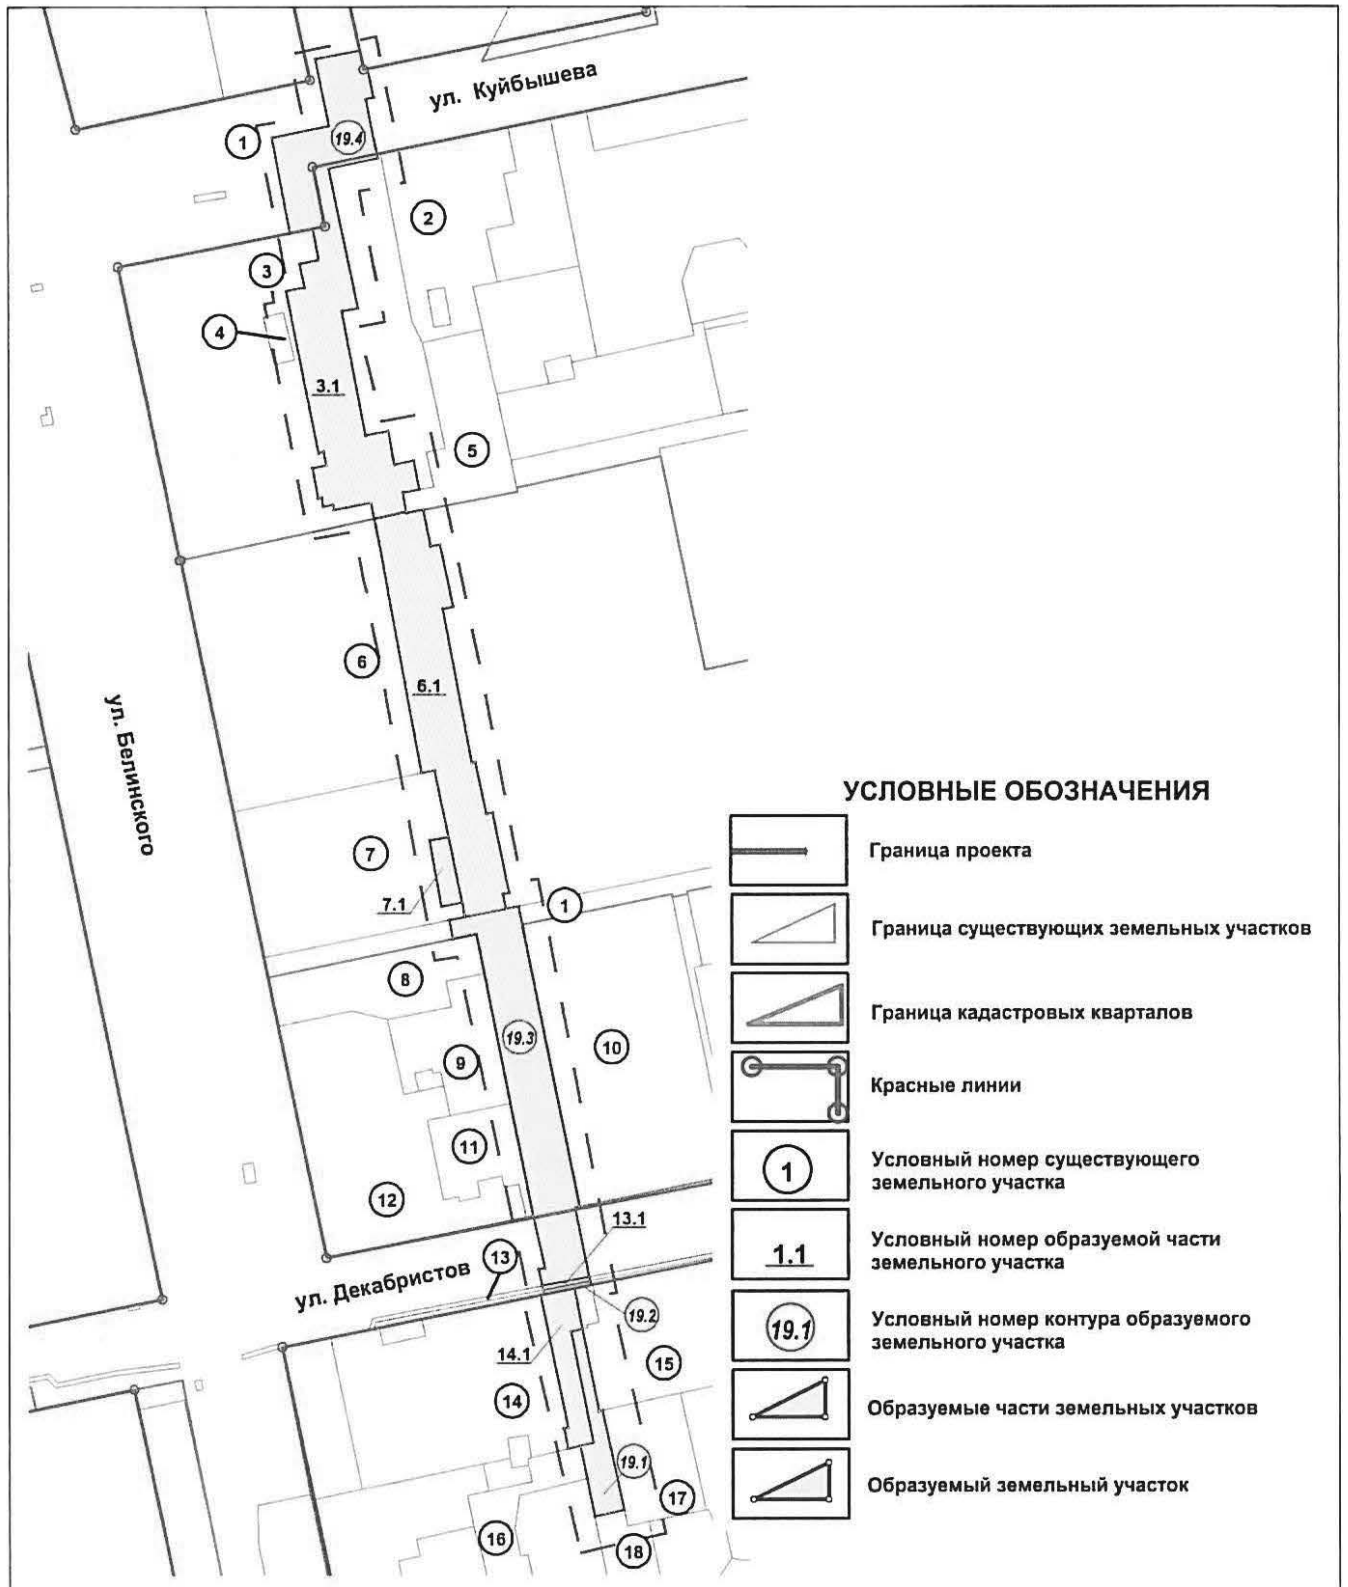 ул. Куйбышева
1
19.4
2
3
4
3.1
5
6
6.1
ул. Белинского
7
7.1
1
8
19.3
10
9
11
12
13.1
13
ул. Декабристов
19.2
14.1
15
14
19.1
17
16
18
УСЛОВНЫЕ ОБОЗНАЧЕНИЯ
Граница проекта
Граница существующих земельных участков
Граница кадастровых кварталов
Красные линии
1
Условный номер существующего
земельного участка
1.1
Условный номер образуемой части
земельного участка
19.1
Условный номер контура образуемого
земельного участка
Образуемые части земельных участков
Образуемый земельный участок